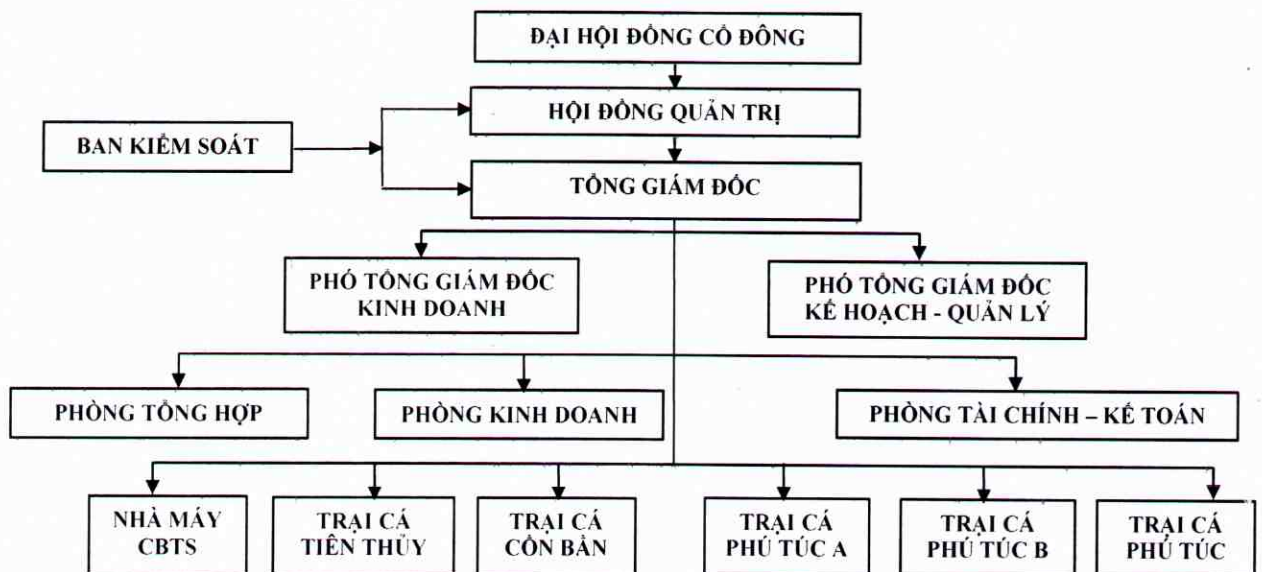 ĐẠI HỘI ĐỒNG CỔ ĐÔNG
HỘI ĐỒNG QUẢN TRỊ
BAN KIỂM SOÁT
TỔNG GIÁM ĐỐC
PHÓ TỔNG GIÁM ĐỐC
KINH DOANH
PHÓ TỔNG GIÁM ĐỐC
KẾ HOẠCH - QUẢN LÝ
PHÒNG TỔNG HỢP
PHÒNG KINH DOANH
PHÒNG TÀI CHÍNH – KẾ TOÁN
NHÀ MÁY
CBTS
TRẠI CÁ
TIÊN THỦY
TRẠI CÁ
CỒN BẦN
TRẠI CÁ
PHÚ TÚC A
TRẠI CÁ
PHÚ TÚC B
TRẠI CÁ
PHÚ TÚC